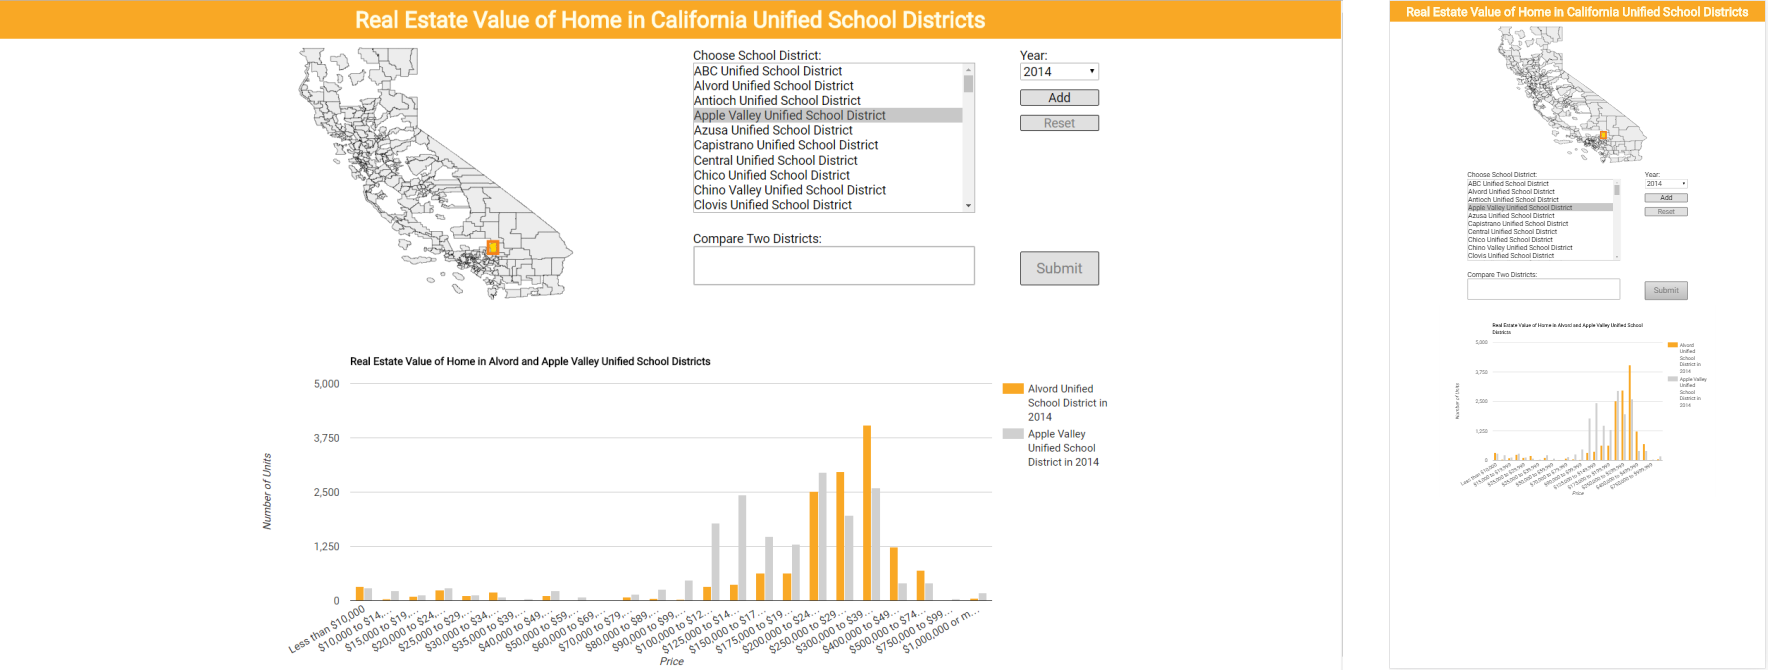 Real Estate Value of Home in California Unified School Districts
Choose School District:
ABC Unified School District
Alvord Unified School District
Antioch Unified School District
Apple Valley Unified School District
Azusa Unified School District
Capistrano Unified School District
Central Unified School District
Chico Unified School District
Chino Valley Unified School District
Clovis Unified School District
Year:
2014
Add
Reset
Compare Two Districts:
Submit
Real Estate Value of Home in Alvord and Apple Valley Unified School Districts
5,000
3,750
2,500
1,250
0
Number of Units
Alvord Unified
School District in
2014
Apple Valley
Unified School
District in 2014
Less than $10,000
$10,000 to $14,...
$15,000 to $19,...
$20,000 to $24,...
$25,000 to $29,...
$30,000 to $34,...
$35,000 to $39,...
$40,000 to $49,...
$50,000 to $59,...
$60,000 to $69,...
$70,000 to $79,...
$80,000 to $89,...
$90,000 to $99,...
$100,000 to $12...
$125,000 to $14...
$150,000 to $17...
$175,000 to $19...
$200,000 to $24...
$250,000 to $29...
$300,000 to $39...
$400,000 to $49...
$500,000 to $74...
$750,000 to $99...
$1,000,000 or m...
Price
Real Estate Value of Home in California Unified School Districts
Choose School District:
ABC Unified School District
Alvord Unified School District
Antioch Unified School District
Apple Valley Unified School District
Azusa Unified School District
Capistrano Unified School District
Central Unified School District
Chico Unified School District
Chino Valley Unified School District
Clovis Unified School District
Year:
2014
Add
Reset
Compare Two Districts:
Submit
Real Estate Value of Home in Alvord and Apple Valley Unified School
Districts
5,000
3,750
2,500
1,250
0
Number of Units
Alvord
Unified
School
District in
2014
Apple Valley
Unified
School
District in
2014
Less than $10,000
Price